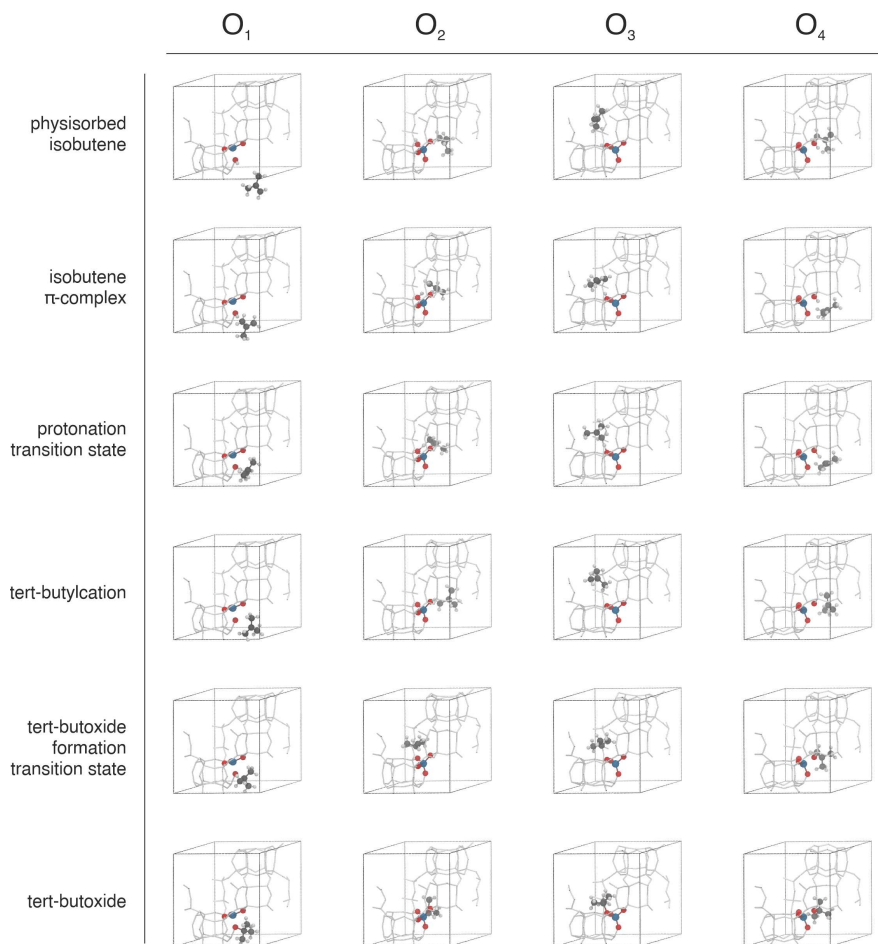 O₁ O₂ O₃ O₄
physisorbed
isobutene
isobutene
π-complex
protonation
transition state
tert-butylcation
tert-butoxide
formation
transition state
tert-butoxide